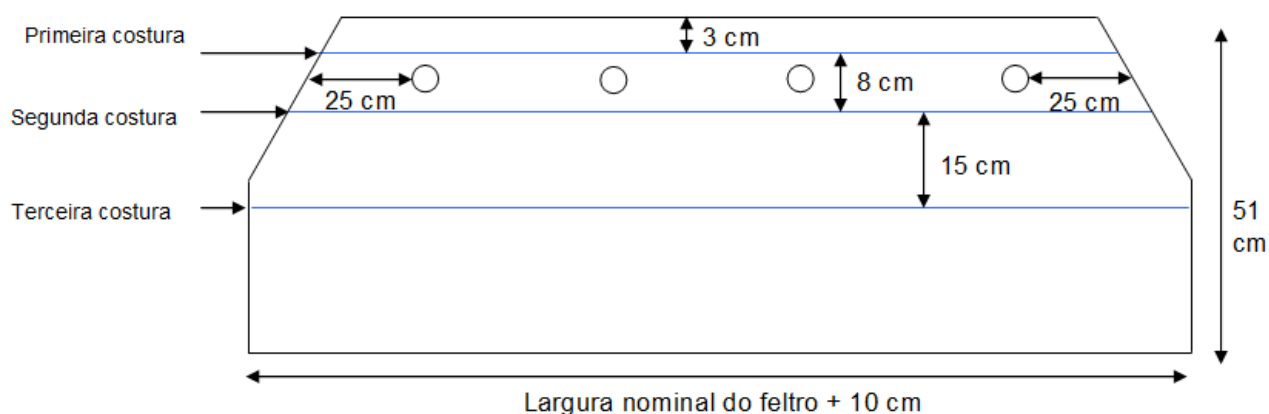 Primeira costura
3 cm
8 cm
25 cm
25 cm
Segunda costura
15 cm
Terceira costura
51
cm
Largura nominal do feltro + 10 cm